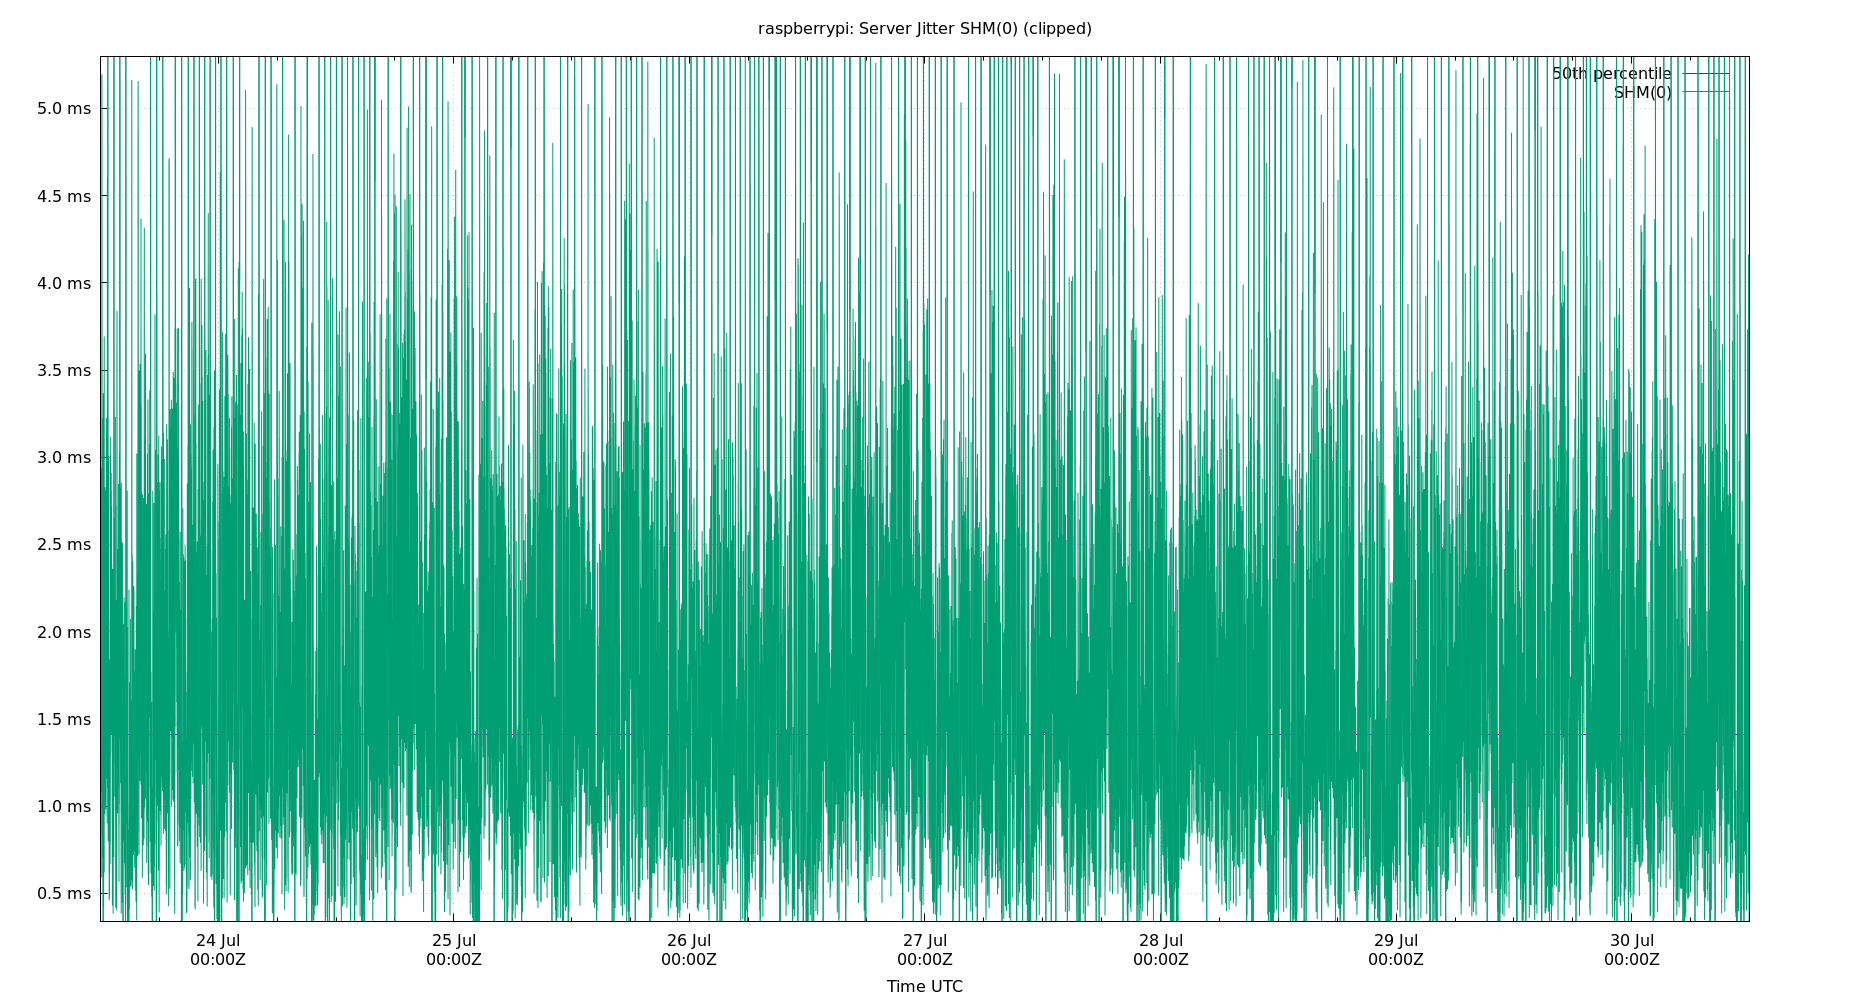 raspberrypi: Server Jitter SHM(0) (clipped)
50th percentile
SHM(0)
5.0 ms
4.5 ms
4.0 ms
3.5 ms
3.0 ms
2.5 ms
2.0 ms
1.5 ms
1.0 ms
0.5 ms
24 Jul 25 Jul 26 Jul 27 Jul 28 Jul 29 Jul 30 Jul
00:00Z 00:00Z 00:00Z 00:00Z 00:00Z 00:00Z 00:00Z
Time UTC